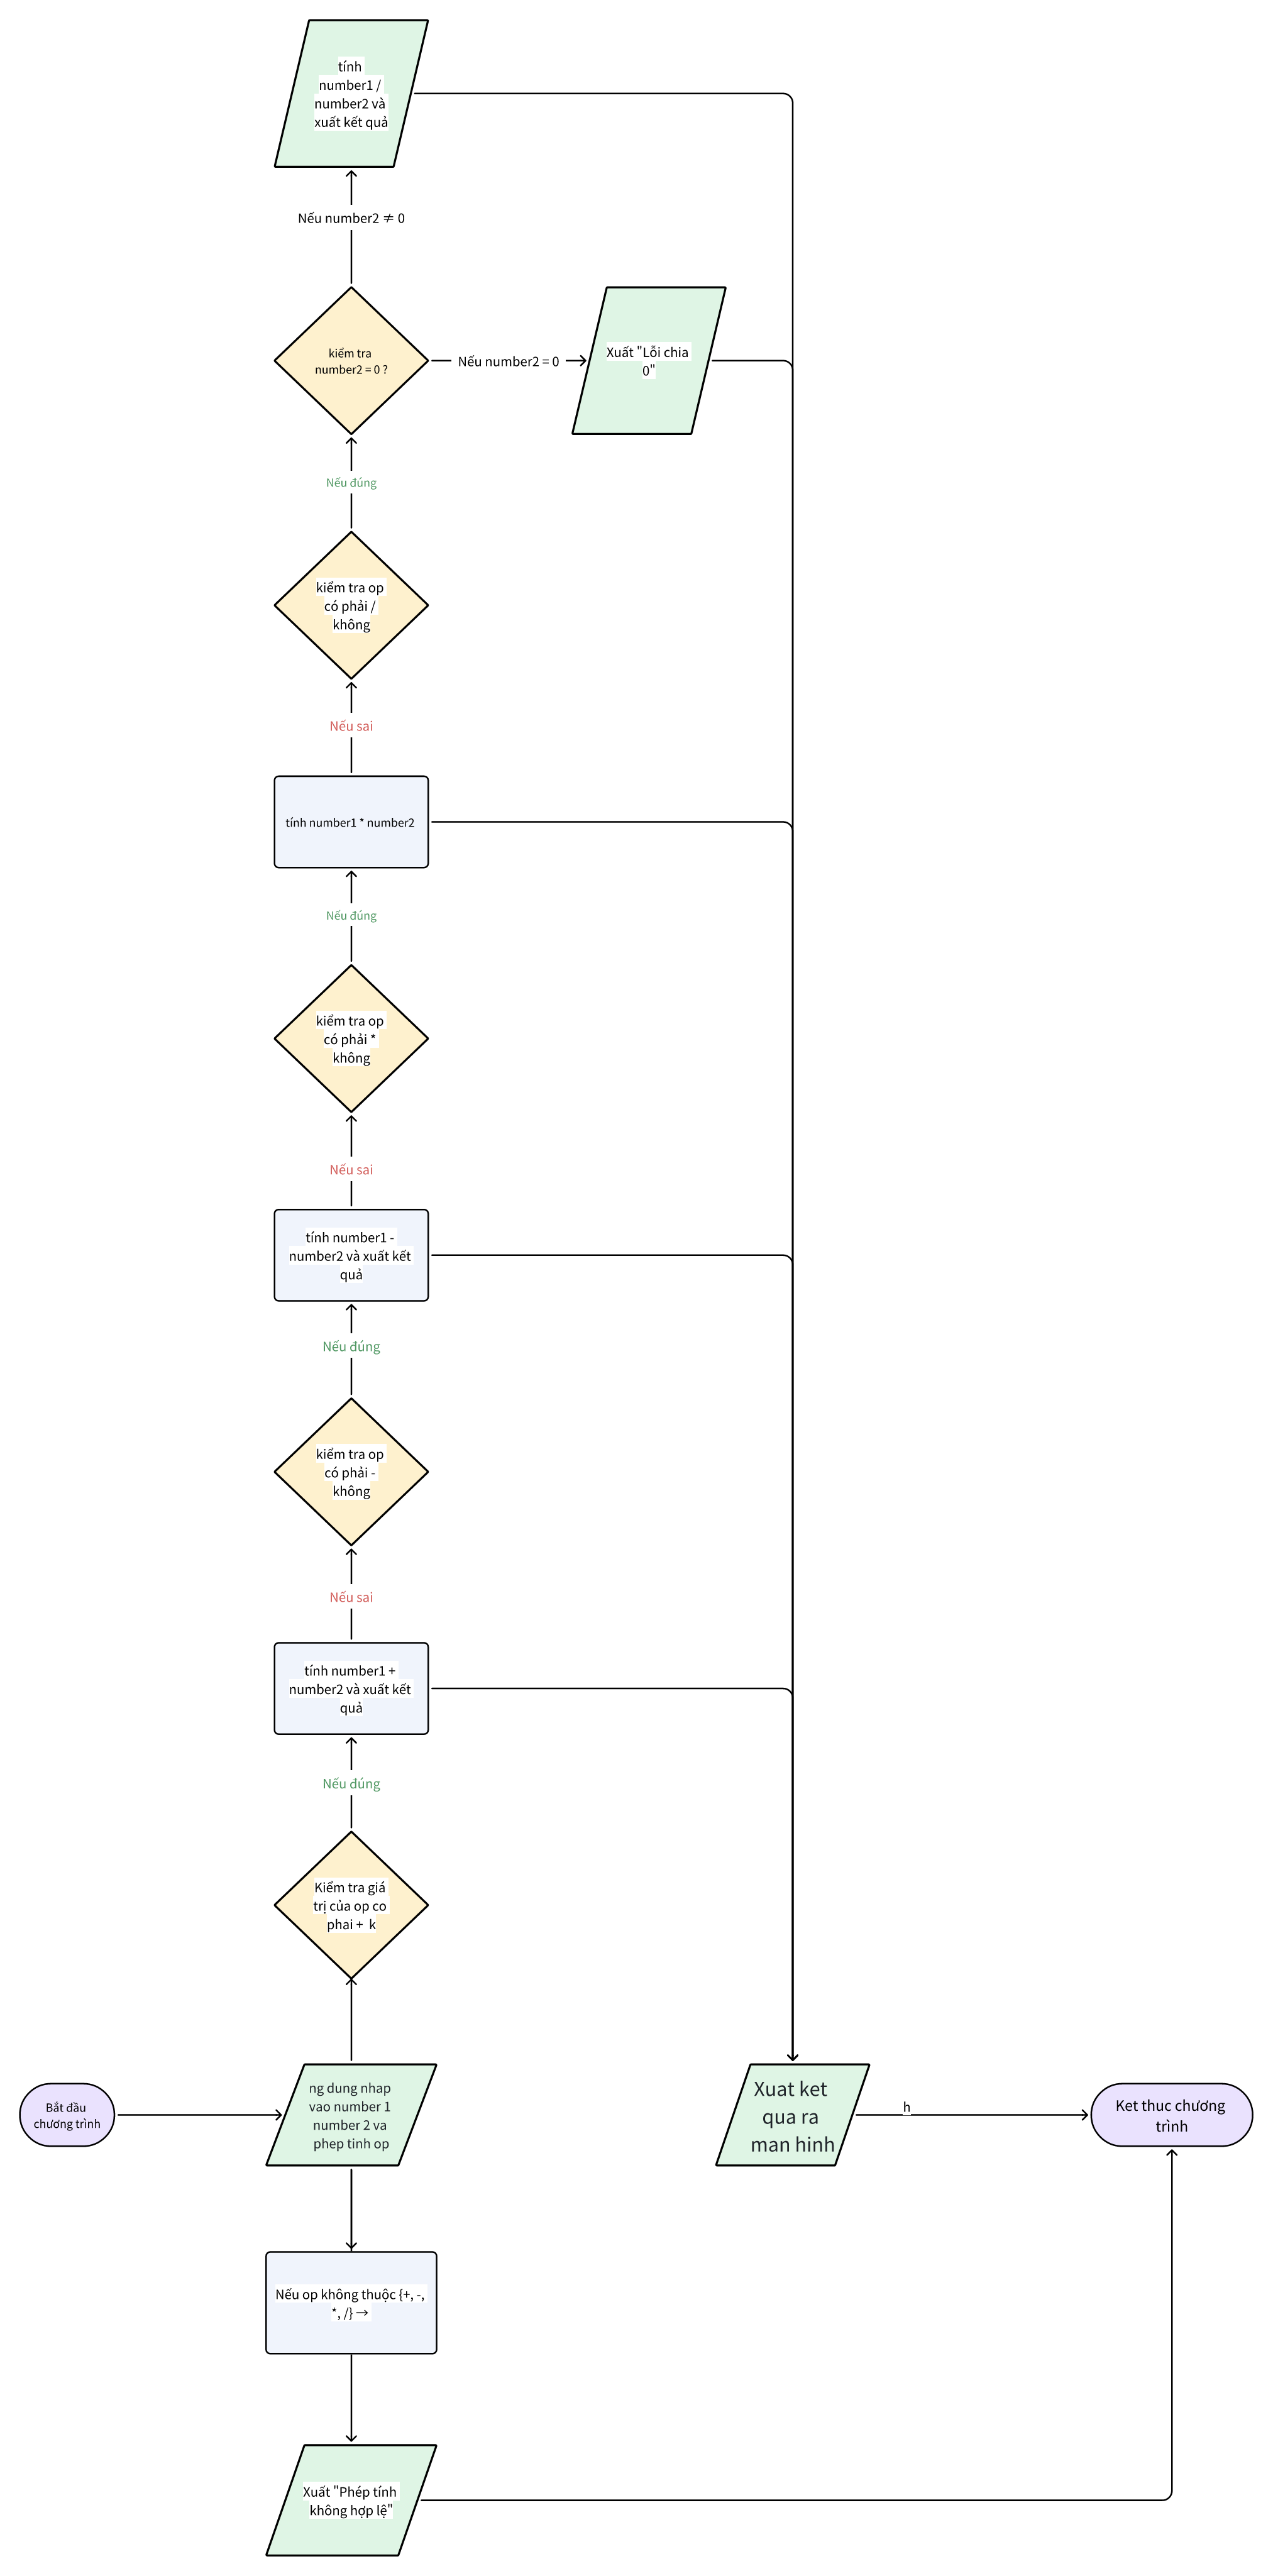 tính
number1 /
number2 và
xuất kết quả
Nếu number2 ≠ 0
kiểm tra
number2 = 0 ?
Nếu number2 = 0
Xuất "Lỗi chia
0"
Nếu đúng
kiểm tra op
có phải /
không
Nếu sai
tính number1 * number2
Nếu đúng
kiểm tra op
có phải *
không
Nếu sai
tính number1 -
number2 và xuất kết
quả
Nếu đúng
kiểm tra op
có phải -
không
Nếu sai
tính number1 +
number2 và xuất kết
quả
Nếu đúng
Kiểm tra giá
trị của op co
phai + k
Bắt đầu
chương trình
ng dung nhap
vao number 1
number 2 va
phep tinh op
Xuat ket
qua ra
man hinh
h
Ket thuc chương
trình
Nếu op không thuộc {+, -,
*, /} →
Xuất "Phép tính
không hợp lệ"